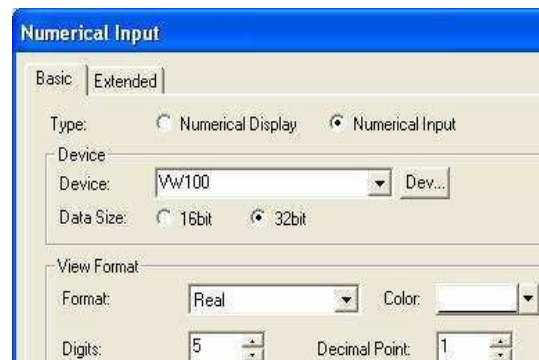 Numerical Input
Basic Extended
Type: Numerical Display Numerical Input
Device
Device: VW100 Dev...
Data Size: 16bit 32bit
View Format
Format: Real Color:
Digits: 5 Decimal Point: 1